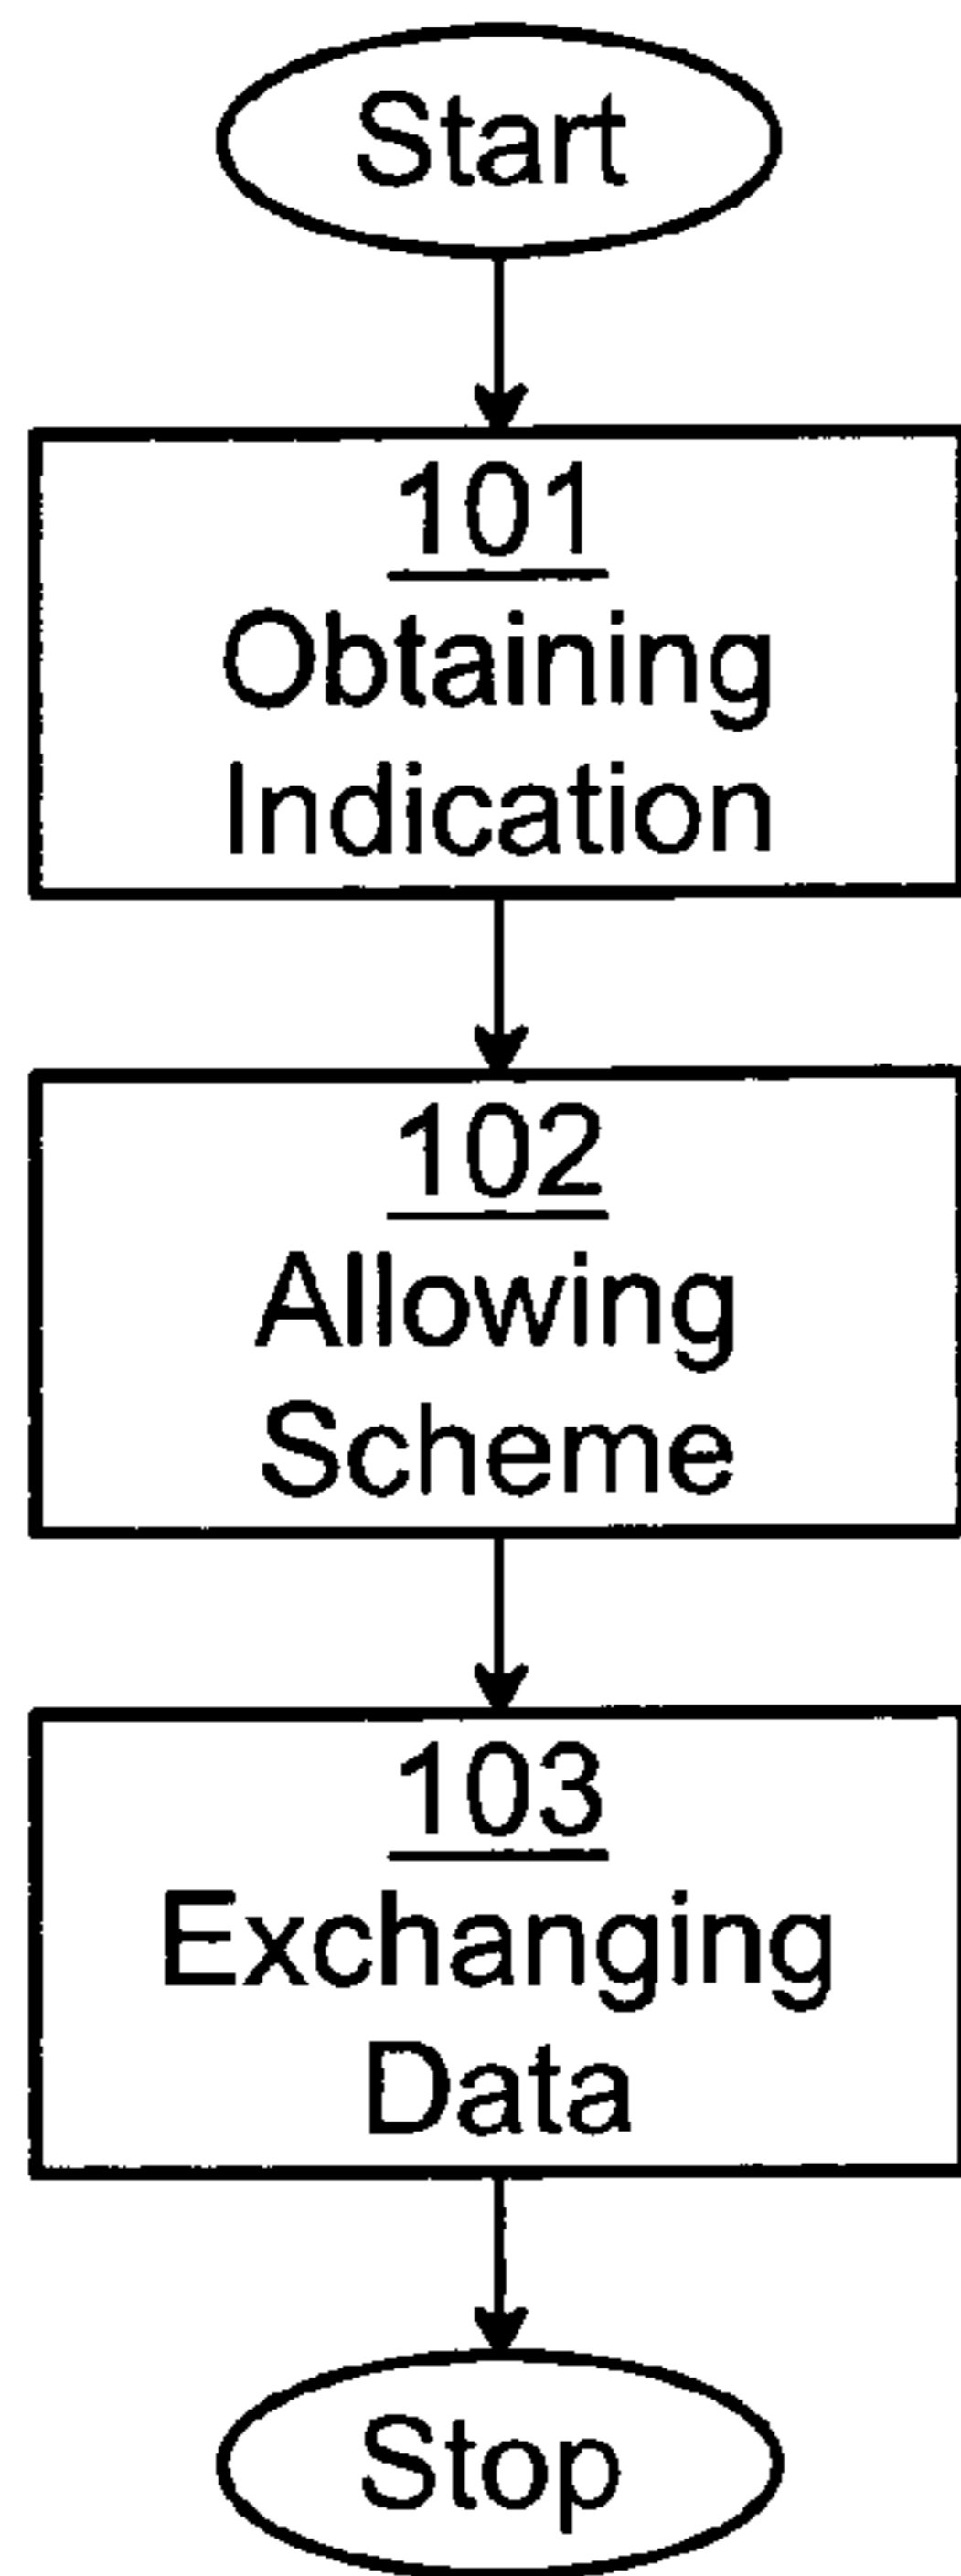 Start
101
Obtaining
Indication
102
Allowing
Scheme
103
Exchanging
Data
Stop